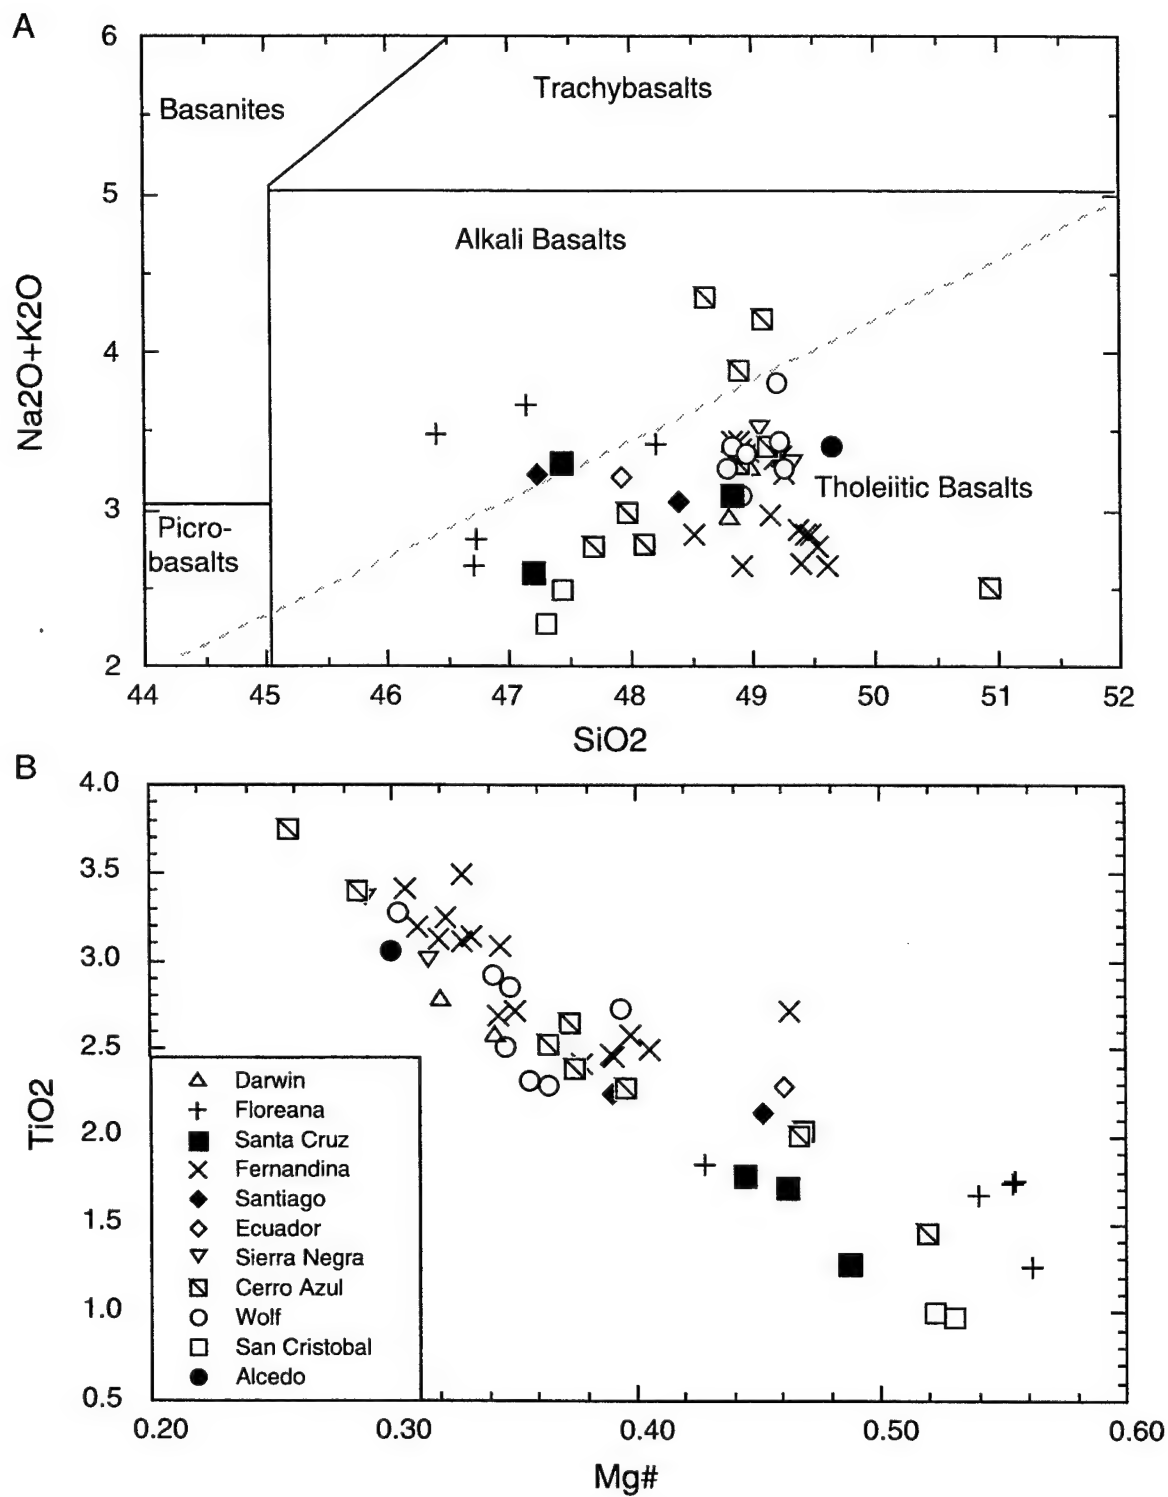 A
6
Basanites
Trachybasalts
5
Alkali Basalts
Na2O+K2O
4
Tholeiitic Basalts
3
Picro-
basalts
2
44 45 46 47 48 49 50 51 52
SiO2
B
4.0
3.5
3.0
2.5
TiO2
2.0
1.5
1.0
0.5
Darwin
Floreana
Santa Cruz
Fernandina
Santiago
Ecuador
Sierra Negra
Cerro Azul
Wolf
San Cristobal
Alcedo
0.20 0.30 0.40 0.50 0.60
Mg#